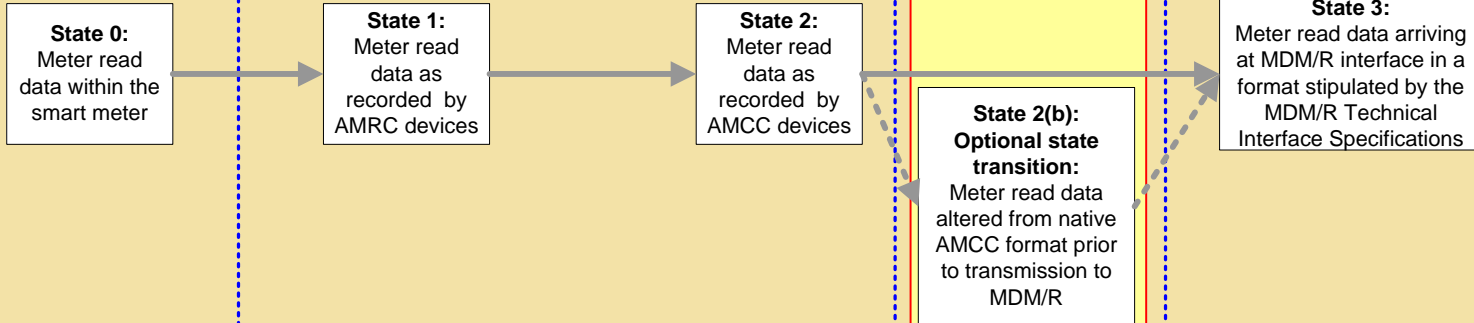 State 0:
Meter read
data within the
smart meter
State 1:
Meter read
data as
recorded by
AMRC devices
State 2:
Meter read
data as
recorded by
AMCC devices
State 2(b):
Optional state
transition:
Meter read data
altered from native
AMCC format prior
to transmission to
MDM/R
State 3:
Meter read data arriving
at MDM/R interface in a
format stipulated by the
MDM/R Technical
Interface Specifications